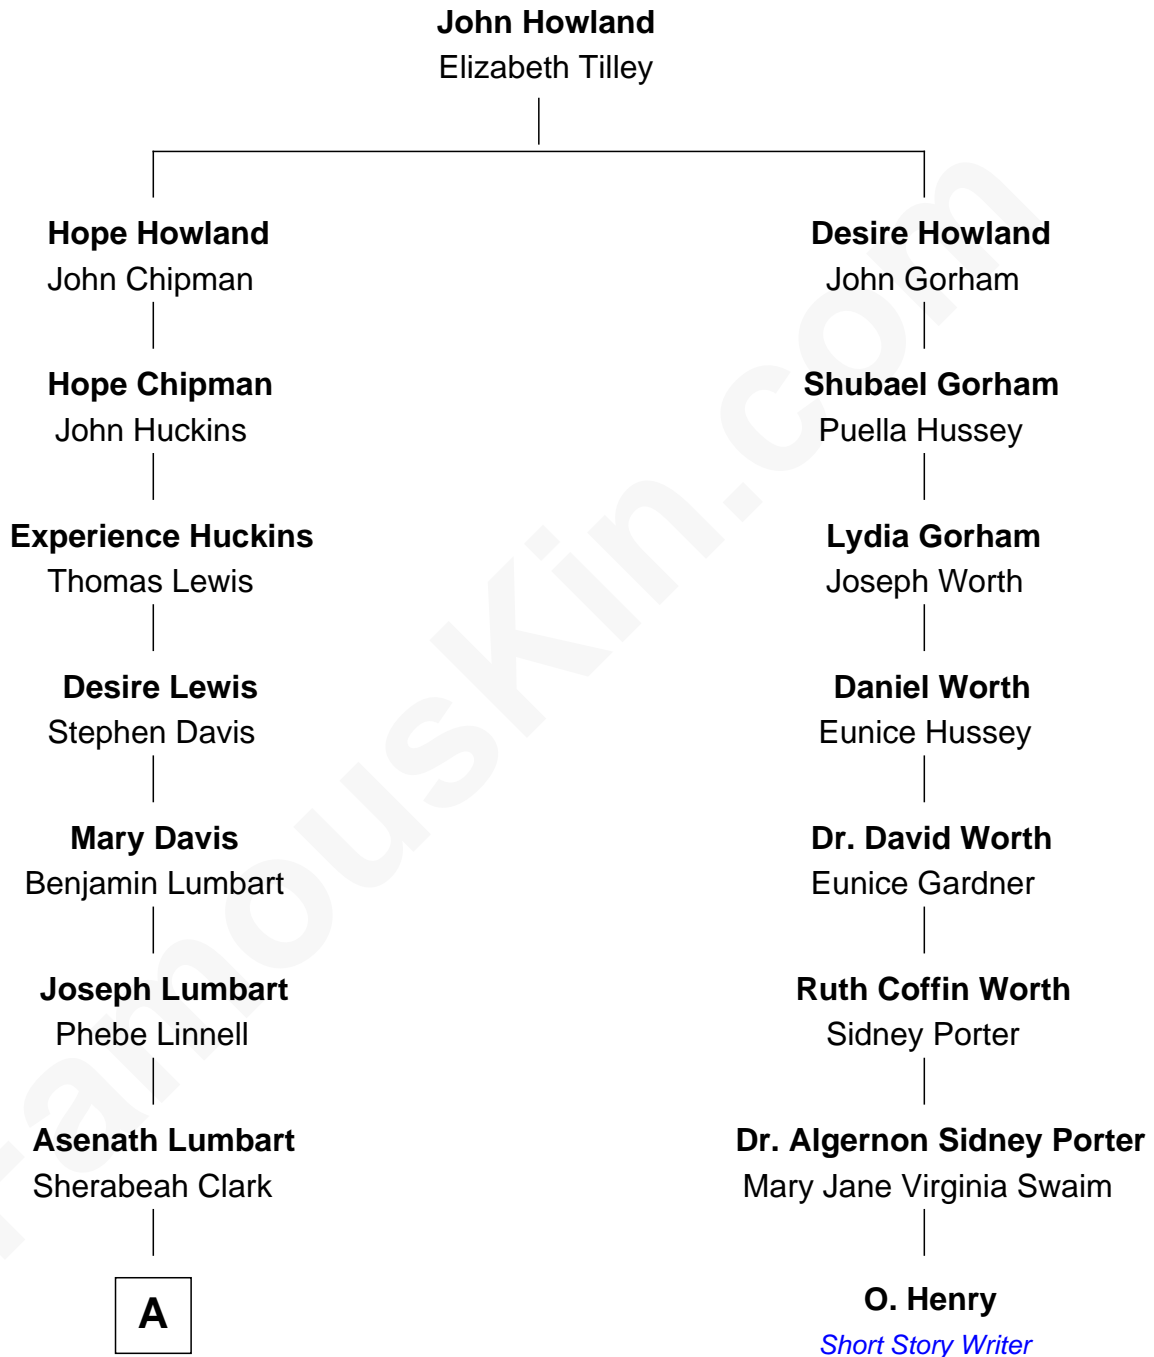 John Howland
Elizabeth Tilley
Hope Howland
John Chipman
Desire Howland
John Gorham
Hope Chipman
John Huckins
Shubael Gorham
Puella Hussey
Experience Huckins
Thomas Lewis
Lydia Gorham
Joseph Worth
Desire Lewis
Stephen Davis
Daniel Worth
Eunice Hussey
Mary Davis
Benjamin Lumbart
Dr. David Worth
Eunice Gardner
Joseph Lumbart
Phebe Linnell
Ruth Coffin Worth
Sidney Porter
Asenath Lumbart
Sherabeah Clark
Dr. Algernon Sidney Porter
Mary Jane Virginia Swaim
A
O. Henry
Short Story Writer
FamousKin.com